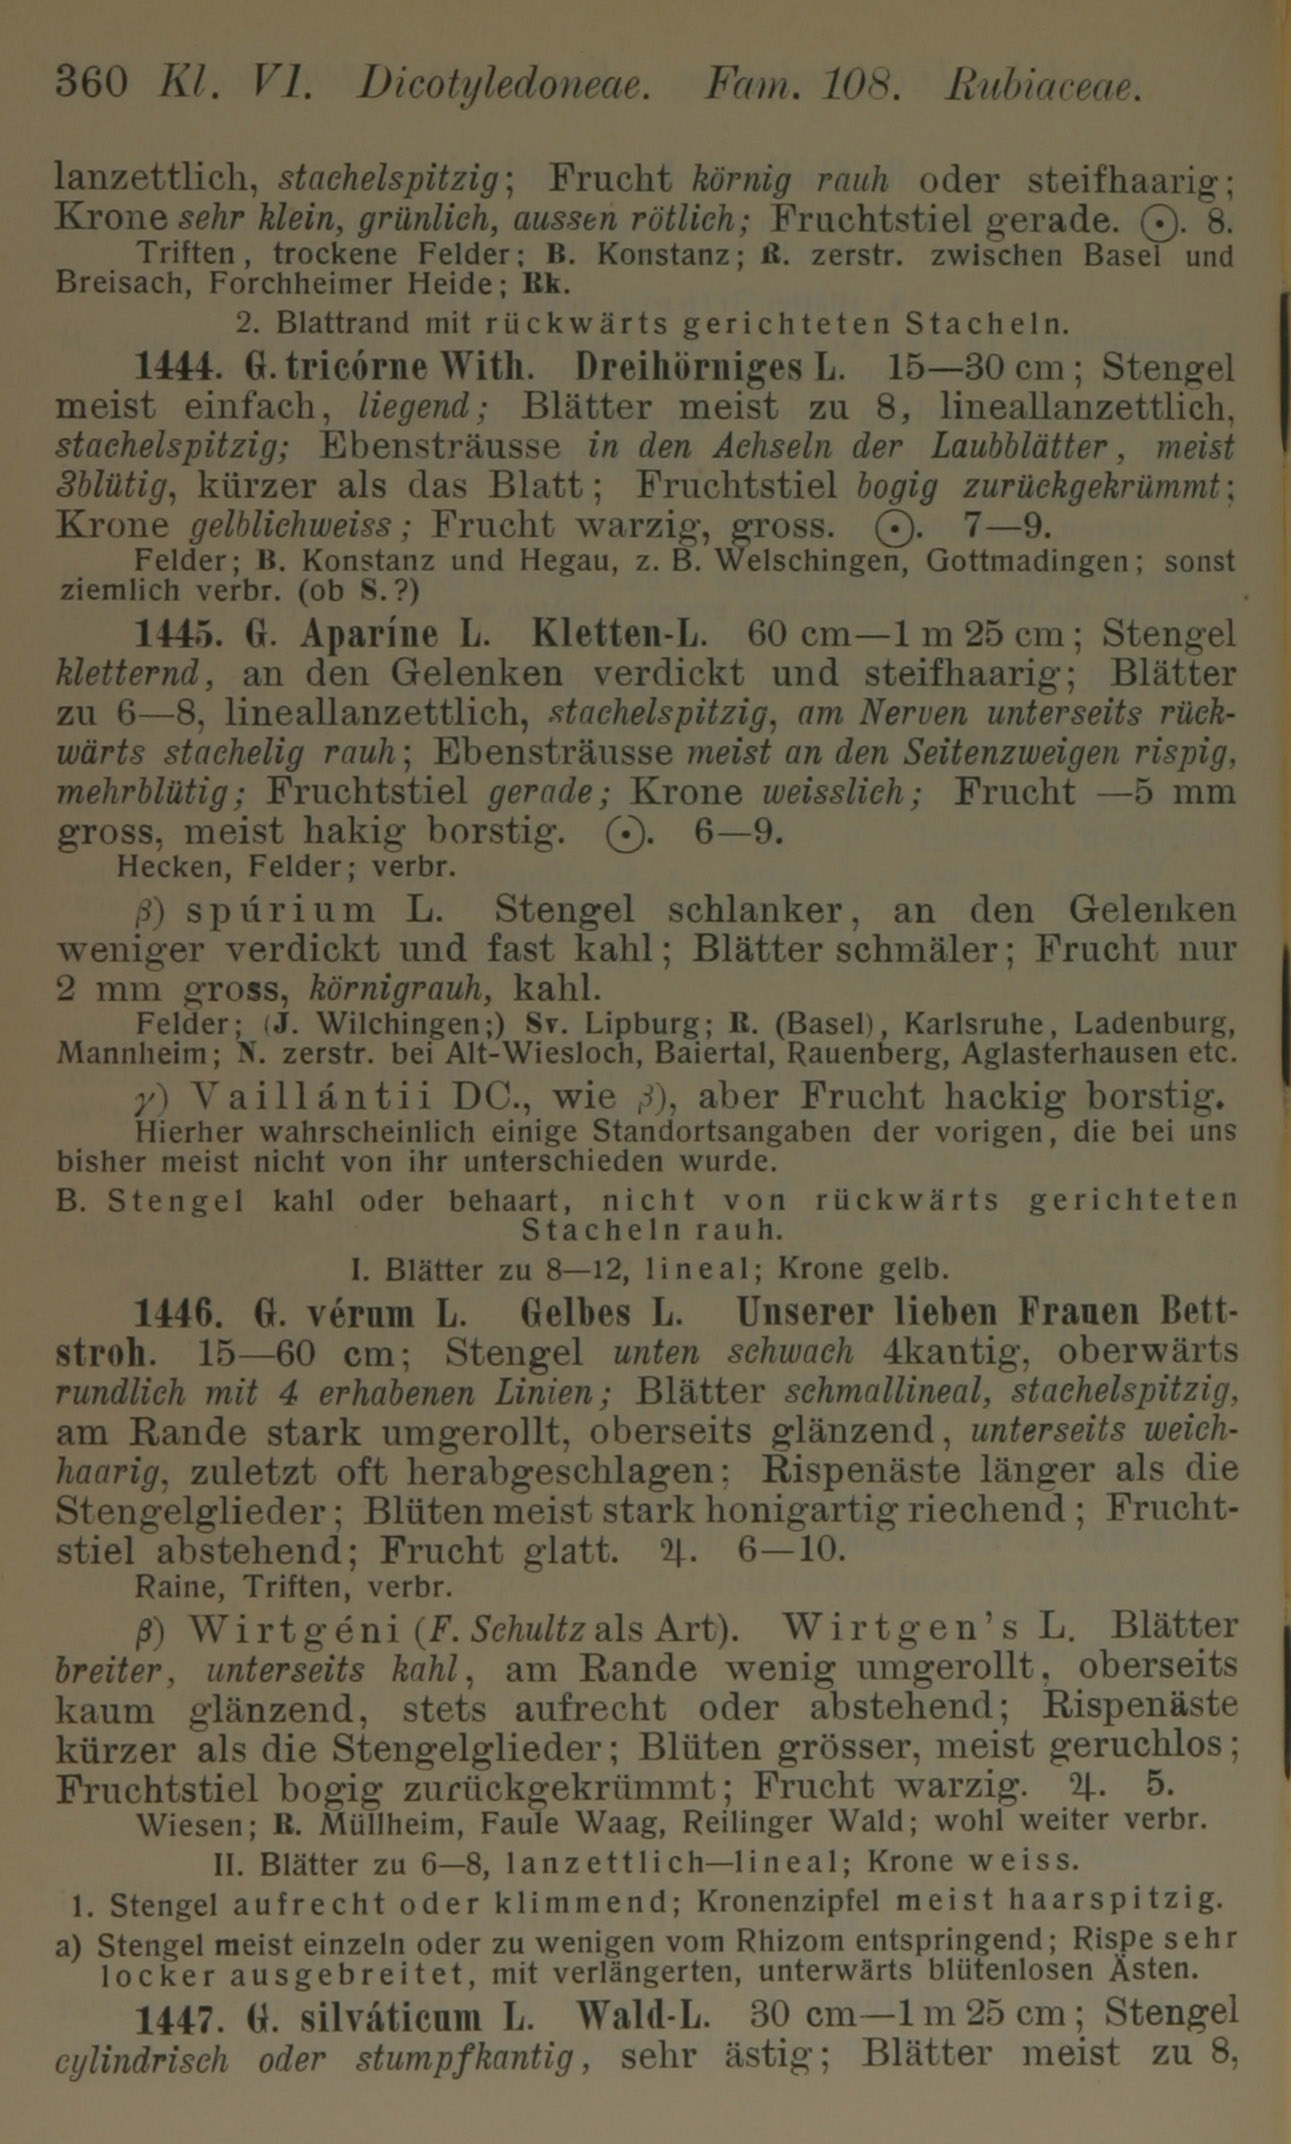 360 Kl. VI. Dicotyledoneae. Fam. 108. Rubiaceae.
lanzettlich, stachelspitzig; Frucht körnig rauh oder steifhaarig;
Krone sehr klein, grünlich, aussen rötlich; Fruchtstiel gerade. ⊙. 8.
Triften, trockene Felder; B. Konstanz; R. zerstr. zwischen Basel und
Breisach, Forchheimer Heide; Rk.
2. Blattrand mit rückwärts gerichteten Stacheln.
1444. G. tricórne With. Dreihörniges L. 15—30 cm; Stengel
meist einfach, liegend; Blätter meist zu 8, lineallanzettlich,
stachelspitzig; Ebensträusse in den Achseln der Laubblätter, meist
3blütig, kürzer als das Blatt; Fruchtstiel bogig zurückgekrümmt;
Krone gelblichweiss; Frucht warzig, gross. ⊙. 7—9.
Felder; B. Konstanz und Hegau, z. B. Welschingen, Gottmadingen; sonst
ziemlich verbr. (ob S.?)
1445. G. Aparíne L. Kletten-L. 60 cm—1 m 25 cm; Stengel
kletternd, an den Gelenken verdickt und steifhaarig; Blätter
zu 6—8, lineallanzettlich, stachelspitzig, am Nerven unterseits rück-
wärts stachelig rauh; Ebensträusse meist an den Seitenzweigen rispig,
mehrblütig; Fruchtstiel gerade; Krone weisslich; Frucht —5 mm
gross, meist hakig borstig. ⊙. 6—9.
Hecken, Felder; verbr.
β) spúrium L. Stengel schlanker, an den Gelenken
weniger verdickt und fast kahl; Blätter schmäler; Frucht nur
2 mm gross, körnigrauh, kahl.
Felder; (J. Wilchingen;) Sv. Lipburg; R. (Basel), Karlsruhe, Ladenburg,
Mannheim; N. zerstr. bei Alt-Wiesloch, Baiertal, Rauenberg, Aglasterhausen etc.
γ) Vaillántii DC., wie β), aber Frucht hackig borstig.
Hierher wahrscheinlich einige Standortsangaben der vorigen, die bei uns
bisher meist nicht von ihr unterschieden wurde.
B. Stengel kahl oder behaart, nicht von rückwärts gerichteten
Stacheln rauh.
I. Blätter zu 8—12, lineal; Krone gelb.
1446. G. vérum L. Gelbes L. Unserer lieben Frauen Bett-
stroh. 15—60 cm; Stengel unten schwach 4kantig, oberwärts
rundlich mit 4 erhabenen Linien; Blätter schmallineal, stachelspitzig,
am Rande stark umgerollt, oberseits glänzend, unterseits weich-
haarig, zuletzt oft herabgeschlagen; Rispenäste länger als die
Stengelglieder; Blüten meist stark honigartig riechend; Frucht-
stiel abstehend; Frucht glatt. ♃. 6—10.
Raine, Triften, verbr.
β) Wirtgéni (F. Schultz als Art). Wirtgen's L. Blätter
breiter, unterseits kahl, am Rande wenig umgerollt, oberseits
kaum glänzend, stets aufrecht oder abstehend; Rispenäste
kürzer als die Stengelglieder; Blüten grösser, meist geruchlos;
Fruchtstiel bogig zurückgekrümmt; Frucht warzig. ♃. 5.
Wiesen; R. Müllheim, Faule Waag, Reilinger Wald; wohl weiter verbr.
II. Blätter zu 6—8, lanzettlich—lineal; Krone weiss.
1. Stengel aufrecht oder klimmend; Kronenzipfel meist haarspitzig.
a) Stengel meist einzeln oder zu wenigen vom Rhizom entspringend; Rispe sehr
locker ausgebreitet, mit verlängerten, unterwärts blütenlosen Ästen.
1447. G. silváticum L. Wald-L. 30 cm—1 m 25 cm; Stengel
cylindrisch oder stumpfkantig, sehr ästig; Blätter meist zu 8,